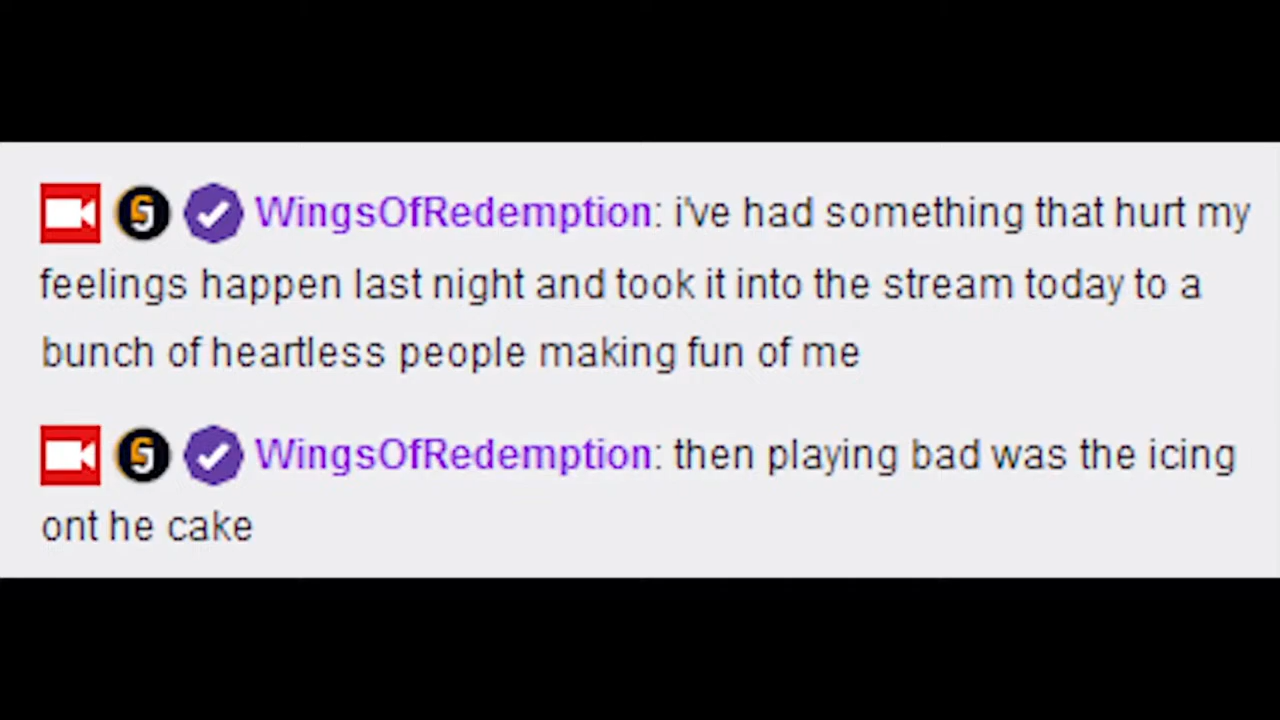 WingsOfRedemption: i've had something that hurt my
feelings happen last night and took it into the stream today to a
bunch of heartless people making fun of me
WingsOfRedemption: then playing bad was the icing
ont he cake